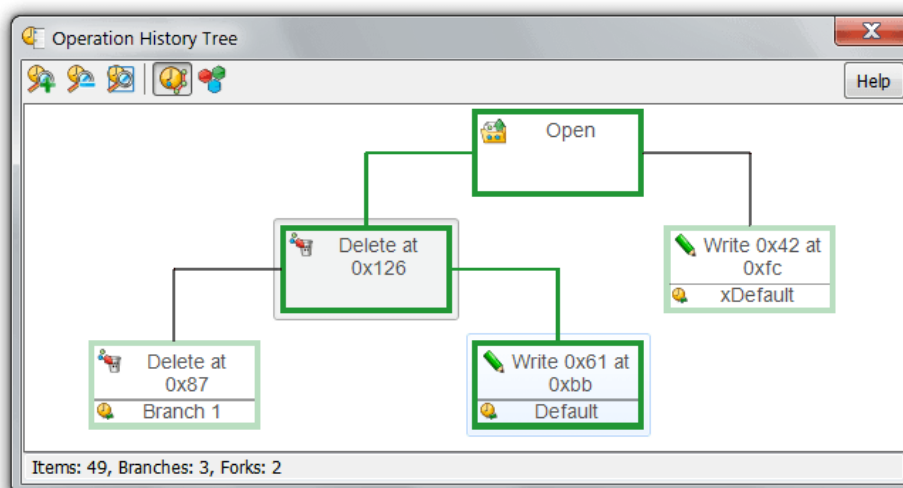 Operation History Tree
Help
Open
Delete at
0x126
Write 0x42 at
0xfc
xDefault
Delete at
0x87
Branch 1
Write 0x61 at
0xbb
Default
Items: 49, Branches: 3, Forks: 2